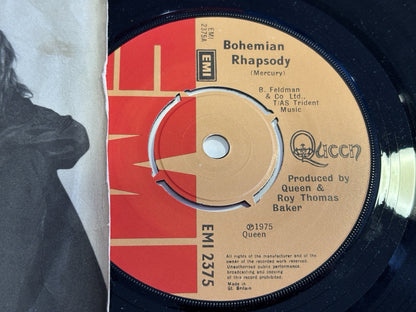 EMI
2375A
EMI
Bohemian
Rhapsody
(Mercury)
B. Feldman
& Co Ltd.,
T/AS Trident
Music
Queen
Produced by
Queen &
Roy Thomas
Baker
℗1975
Queen
EMI 2375
All rights of the manufacturer and of the
owner of the recorded work reserved.
Unauthorised public performance,
broadcasting and copying
of this record prohibited.
Made in
Gt. Britain